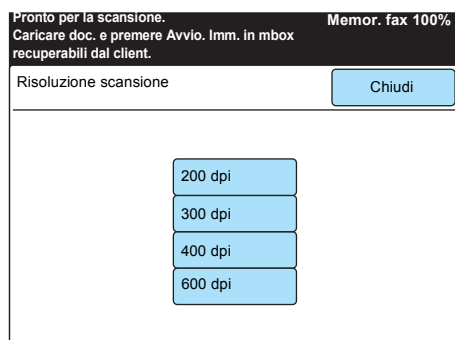 Pronto per la scansione.
Memor. fax 100%
Caricare doc. e premere Avvio. Imm. in mbox
recuperabili dal client.
Risoluzione scansione
Chiudi
200 dpi
300 dpi
400 dpi
600 dpi